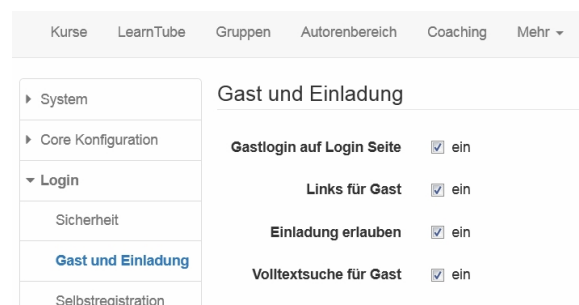 Kurse LearnTube Gruppen Autorenbereich Coaching Mehr
System
Core Konfiguration
Login
Sicherheit
Gast und Einladung
Selbstregistration
Gast und Einladung
Gastlogin auf Login Seite ein
Links für Gast ein
Einladung erlauben ein
Volltextsuche für Gast ein